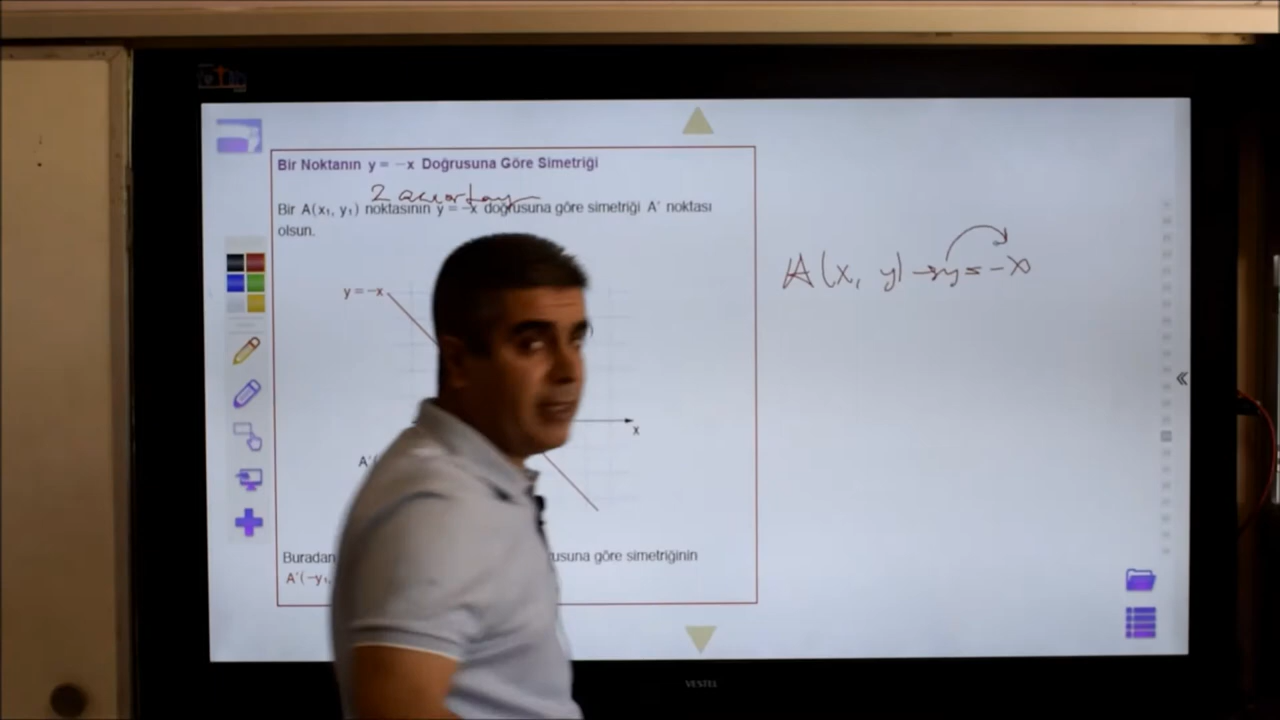 Bir Noktanın y = −x Doğrusuna Göre Simetriği
2 açıortay
Bir A(x₁, y₁) noktasının y = −x doğrusuna göre simetriği A' noktası
olsun.
A(x, y) → y = −x
y = −x
x
A'(
Buradan usuna göre simetriğinin
A'(−y₁,
VESTEL